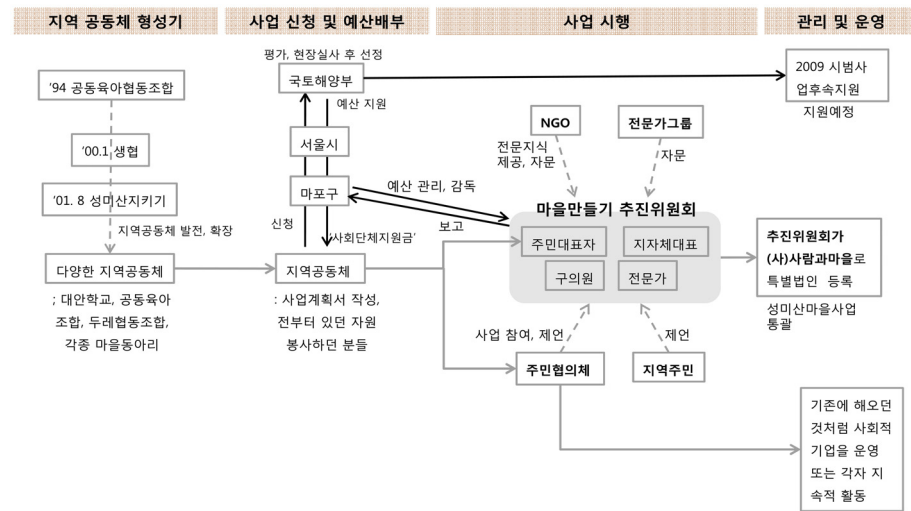 지역 공동체 형성기
사업 신청 및 예산배부
사업 시행
관리 및 운영
'94 공동육아협동조합
'00.1 생협
'01. 8 성미산지키기
지역공동체 발전, 확장
다양한 지역공동체
; 대안학교, 공동육아
조합, 두레협동조합,
각종 마을동아리
평가, 현장실사 후 선정
국토해양부
예산 지원
서울시
마포구
신청
'사회단체지원금'
지역공동체
: 사업계획서 작성,
전부터 있던 자원
봉사하던 분들
예산 관리, 감독
보고
NGO
전문지식
제공, 자문
전문가그룹
자문
마을만들기 추진위원회
주민대표자
지자체대표
구의원
전문가
사업 참여, 제언
제언
주민협의체
지역주민
2009 시범사
업후속지원
지원예정
추진위원회가
(사)사람과마을로
특별법인 등록
성미산마을사업
통괄
기존에 해오던
것처럼 사회적
기업을 운영
또는 각자 지
속적 활동